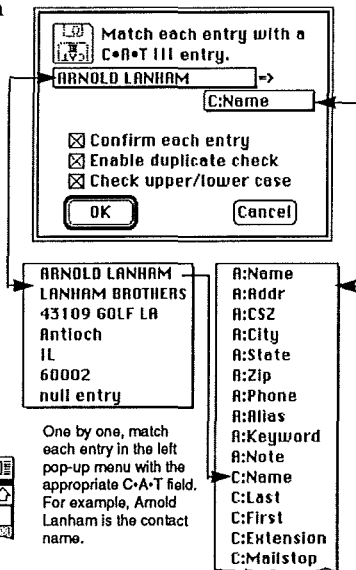 Match each entry with a
C•A•T III entry.
ARNOLD LANHAM =>
C:Name
Confirm each entry
Enable duplicate check
Check upper/lower case
OK Cancel
ARNOLD LANHAM
LANHAM BROTHERS
43109 GOLF LA
Antioch
IL
60002
null entry
One by one, match
each entry in the left
pop-up menu with the
appropriate C•A•T field.
For example, Arnold
Lanham is the contact
name.
A:Name
A:Addr
A:CSZ
A:City
A:State
A:Zip
A:Phone
A:Alias
A:Keyword
A:Note
C:Name
C:Last
C:First
C:Extension
C:Mailstop